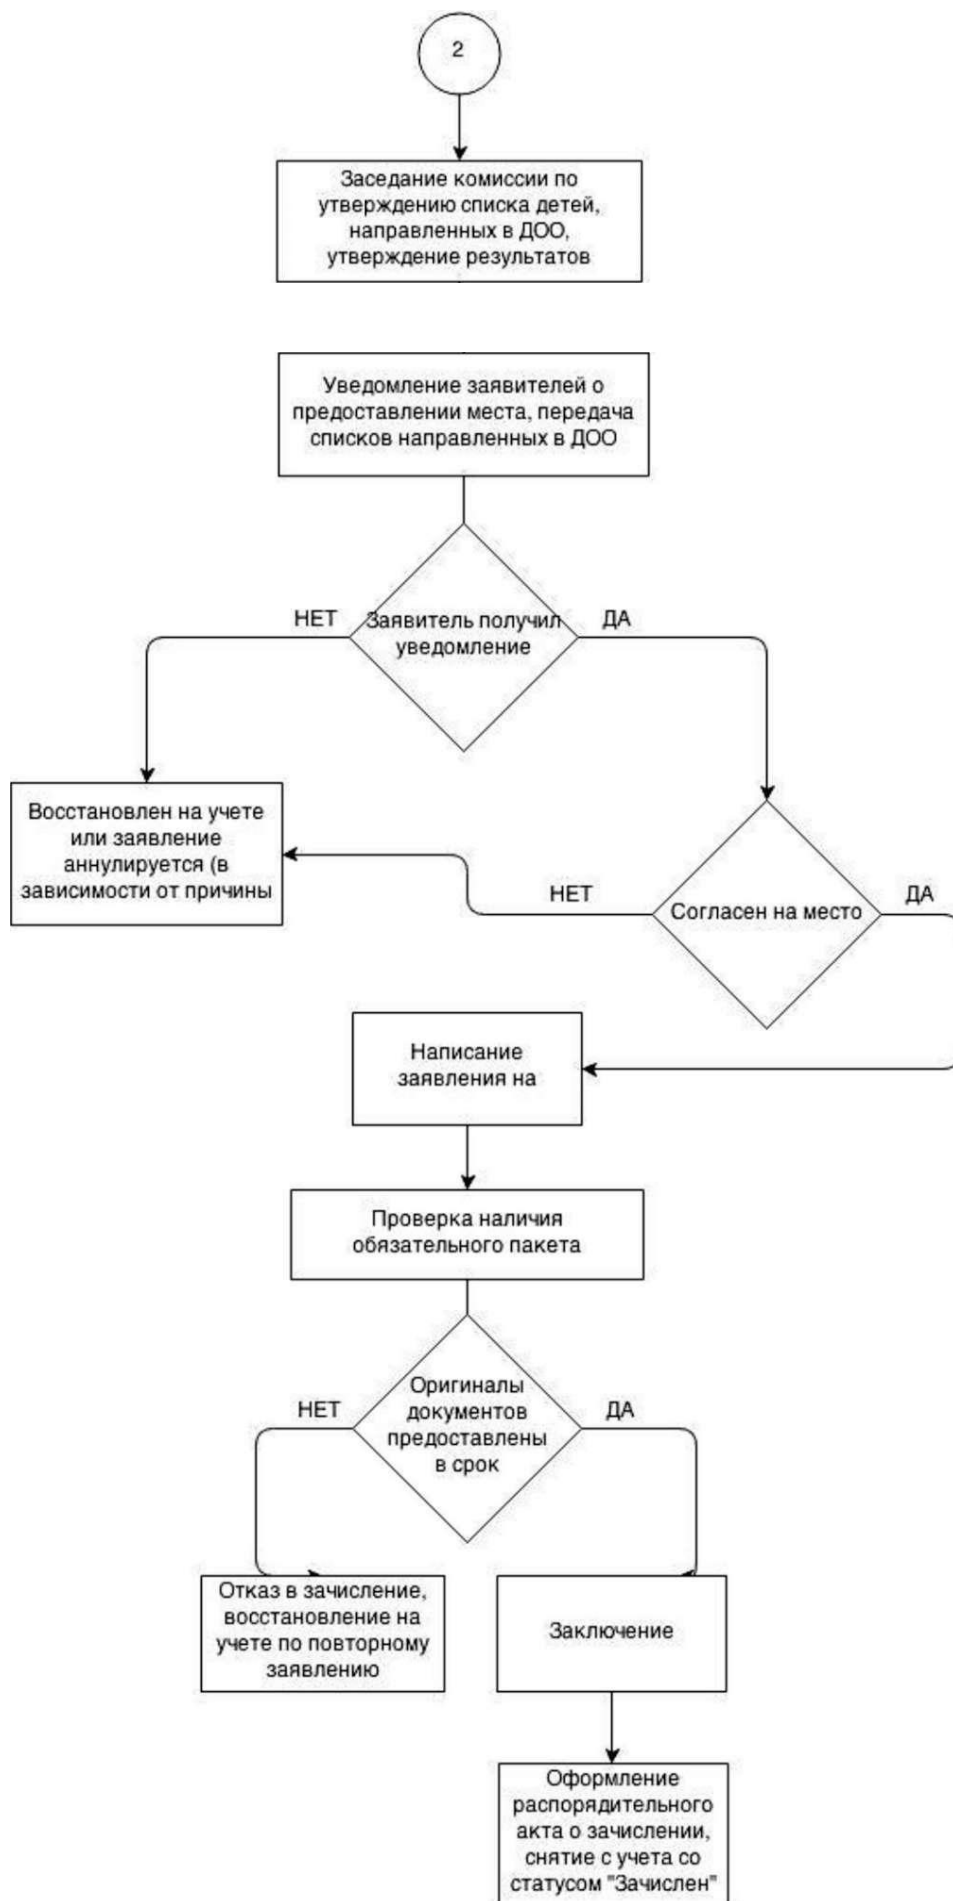 2
Заседание комиссии по
утверждению списка детей,
направленных в ДОО,
утверждение результатов
Уведомление заявителей о
предоставлении места, передача
списков направленных в ДОО
НЕТ
Заявитель получил
уведомление
ДА
Восстановлен на учете
или заявление
аннулируется (в
зависимости от причины
НЕТ
Согласен на место
ДА
Написание
заявления на
Проверка наличия
обязательного пакета
НЕТ
Оригиналы
документов
предоставлены
в срок
ДА
Отказ в зачисление,
восстановление на
учете по повторному
заявлению
Заключение
Оформление
распорядительного
акта о зачислении,
снятие с учета со
статусом "Зачислен"